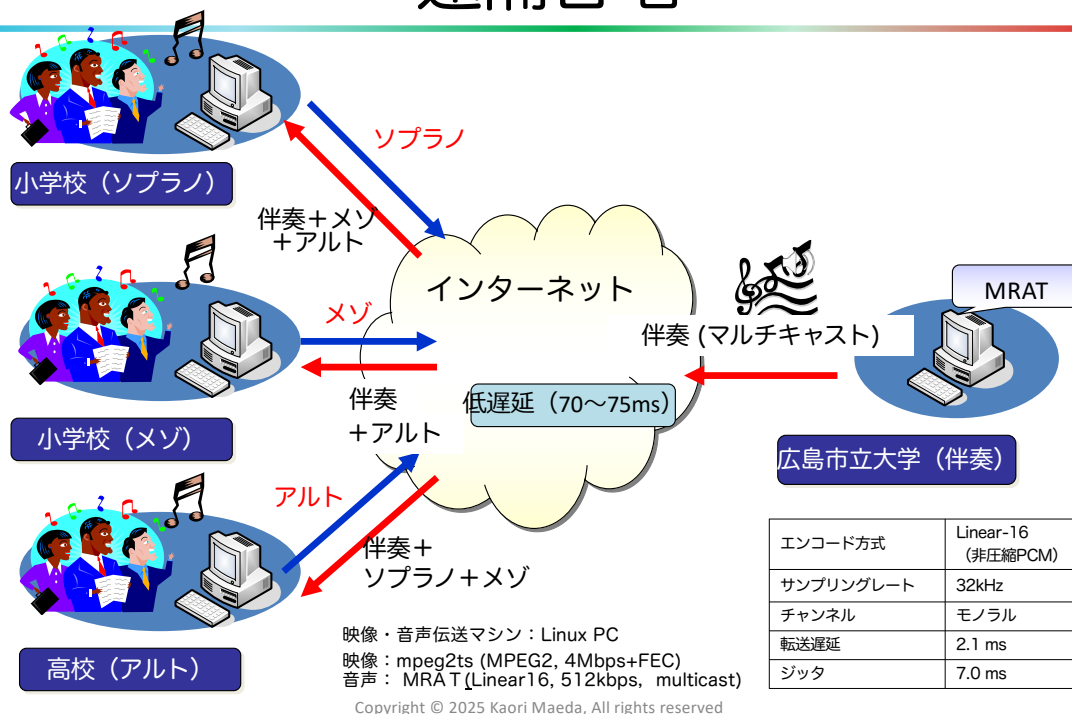 ソプラノ
小学校（ソプラノ）
伴奏＋メゾ
＋アルト
インターネット
MRAT
メゾ
伴奏 (マルチキャスト)
伴奏
＋アルト
低遅延（70～75ms）
小学校（メゾ）
広島市立大学（伴奏）
アルト
伴奏＋
ソプラノ＋メゾ
高校（アルト）
エンコード方式 Linear-16
（非圧縮PCM）
サンプリングレート 32kHz
チャンネル モノラル
転送遅延 2.1 ms
ジッタ 7.0 ms
映像・音声伝送マシン：Linux PC
映像：mpeg2ts (MPEG2, 4Mbps+FEC)
音声： MRAＴ(Linear16, 512kbps, multicast)
Copyright © 2025 Kaori Maeda, All rights reserved